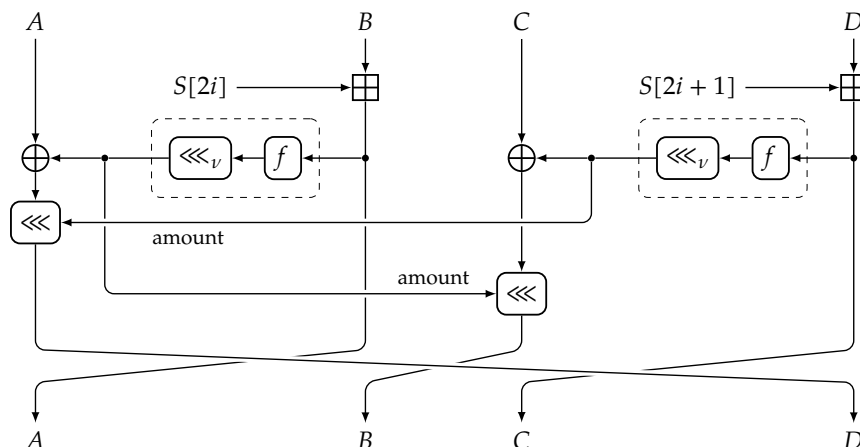 A B C D
S[2i] S[2i + 1]
⋘ν f ⋘ν f
⋘
amount
amount ⋘
A B C D